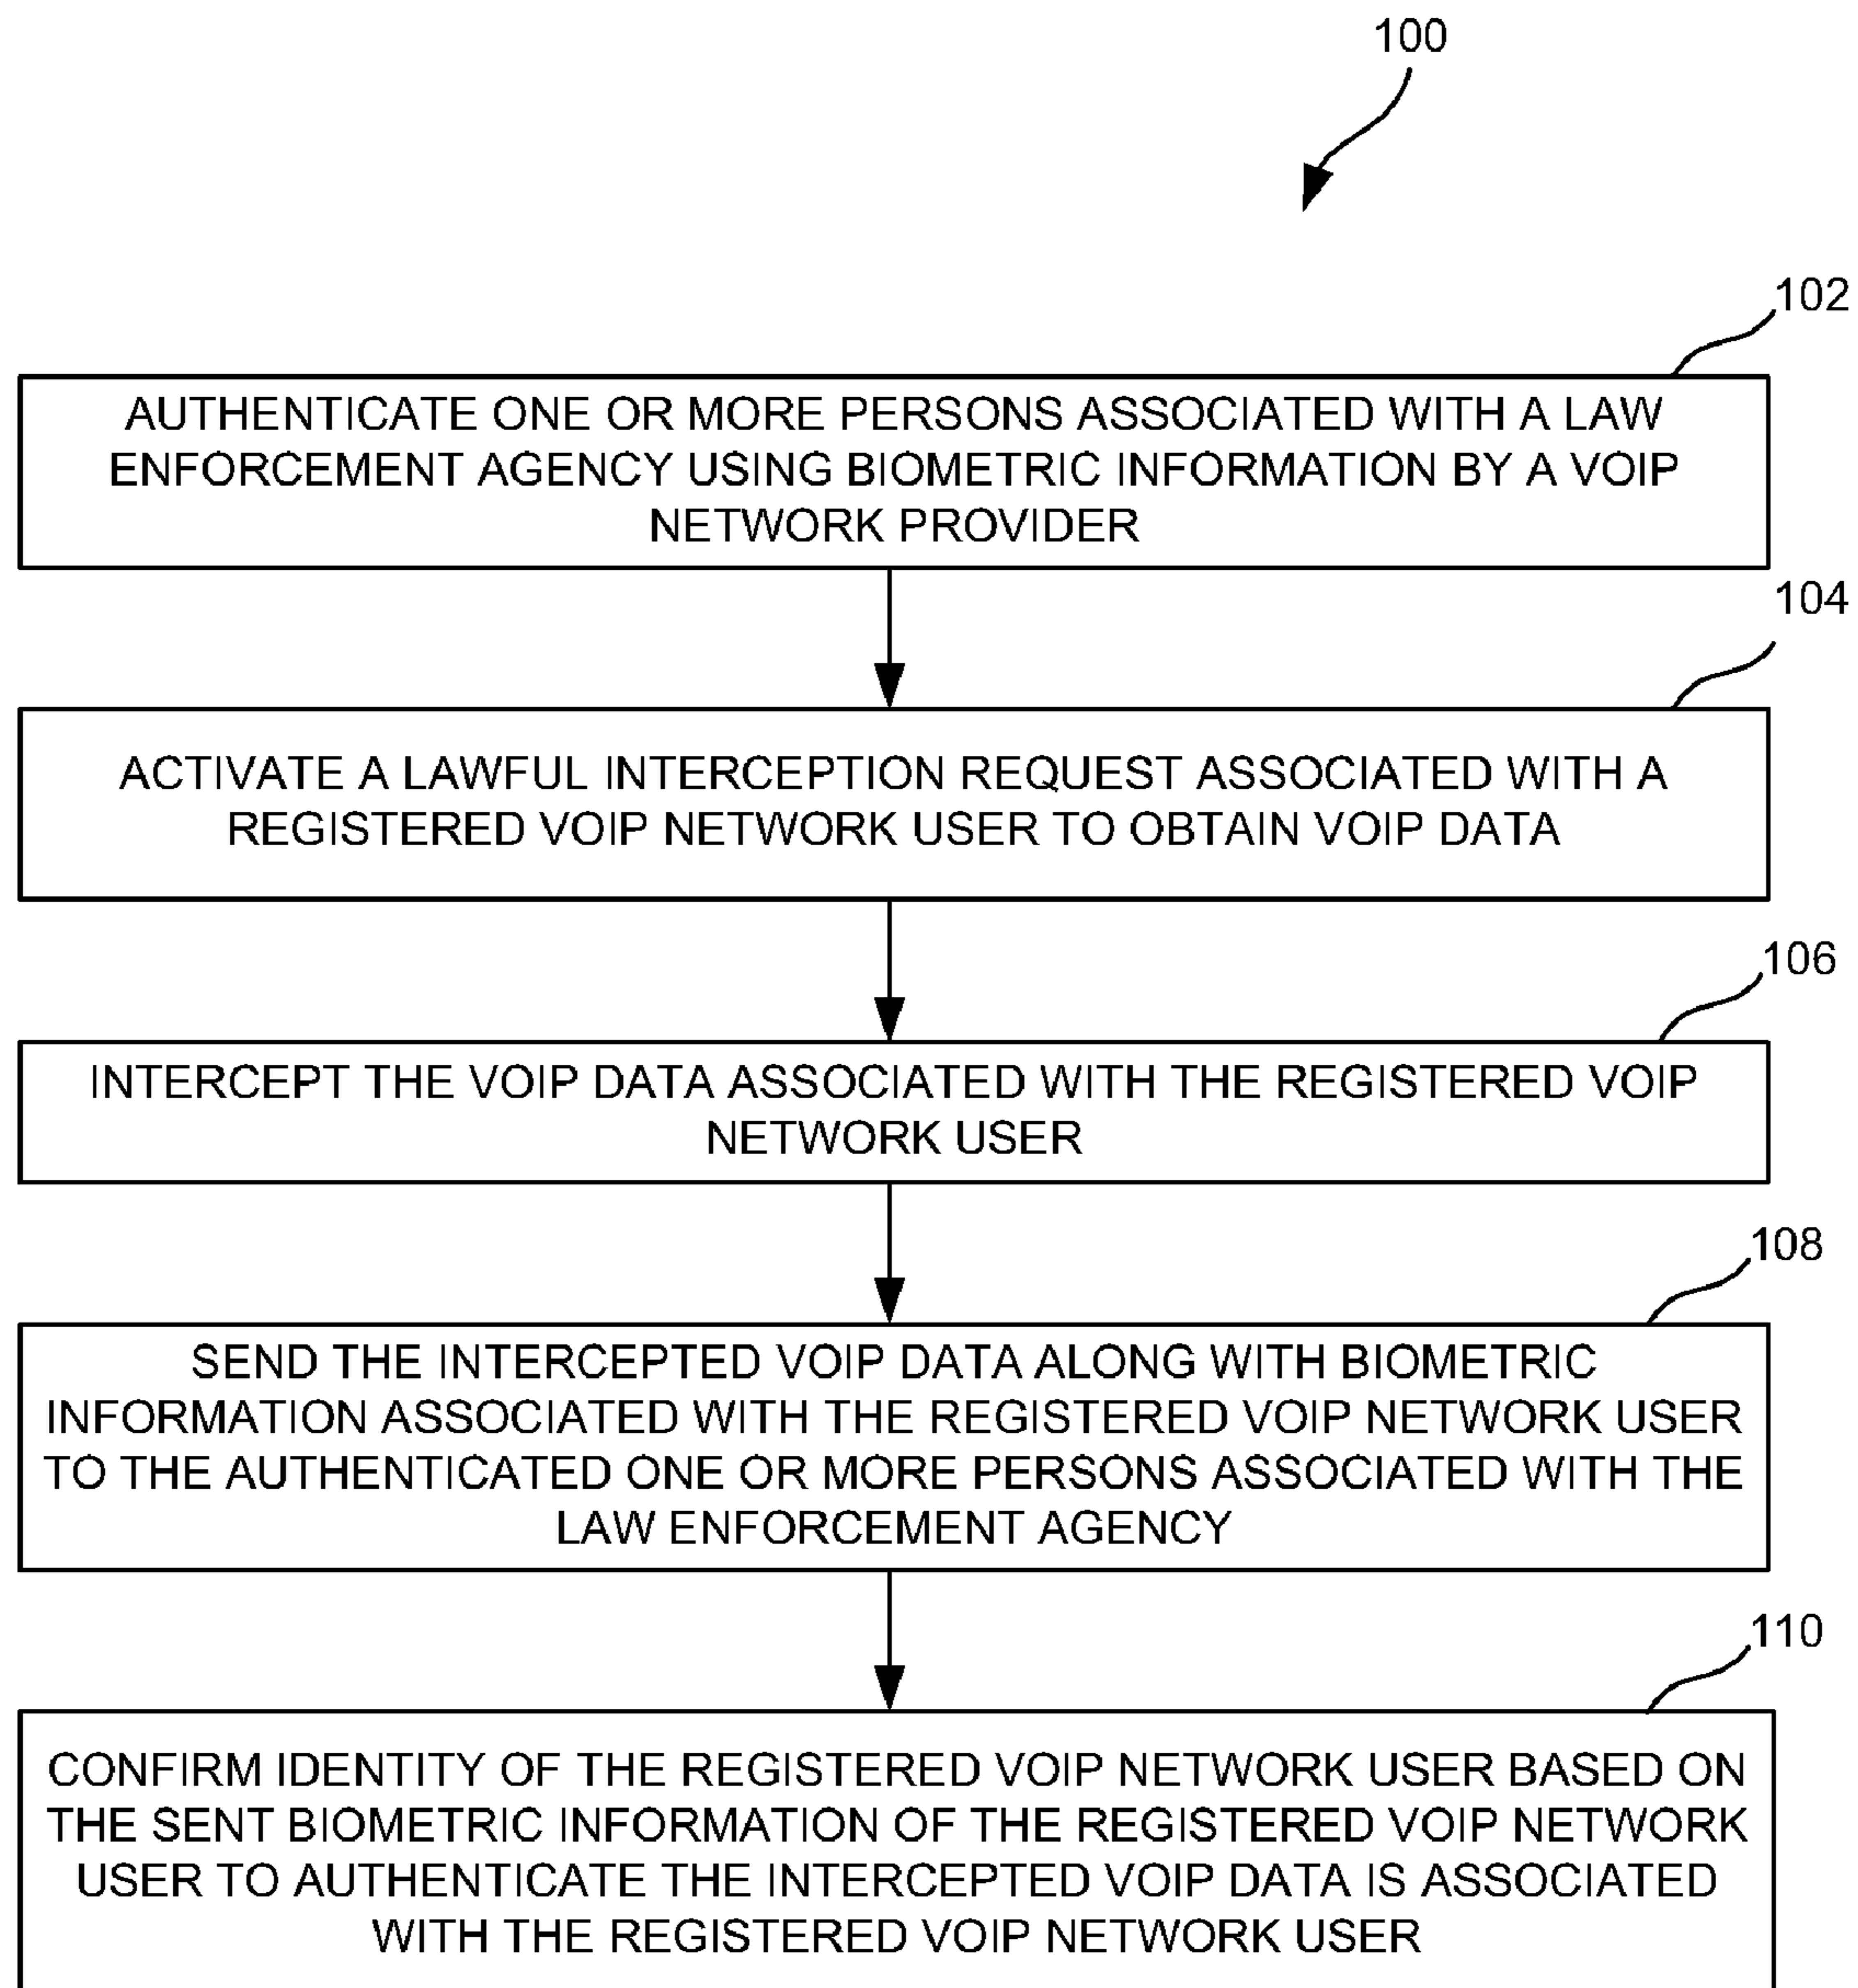 100
102
AUTHENTICATE ONE OR MORE PERSONS ASSOCIATED WITH A LAW
ENFORCEMENT AGENCY USING BIOMETRIC INFORMATION BY A VOIP
NETWORK PROVIDER
104
ACTIVATE A LAWFUL INTERCEPTION REQUEST ASSOCIATED WITH A
REGISTERED VOIP NETWORK USER TO OBTAIN VOIP DATA
106
INTERCEPT THE VOIP DATA ASSOCIATED WITH THE REGISTERED VOIP
NETWORK USER
108
SEND THE INTERCEPTED VOIP DATA ALONG WITH BIOMETRIC
INFORMATION ASSOCIATED WITH THE REGISTERED VOIP NETWORK USER
TO THE AUTHENTICATED ONE OR MORE PERSONS ASSOCIATED WITH THE
LAW ENFORCEMENT AGENCY
110
CONFIRM IDENTITY OF THE REGISTERED VOIP NETWORK USER BASED ON
THE SENT BIOMETRIC INFORMATION OF THE REGISTERED VOIP NETWORK
USER TO AUTHENTICATE THE INTERCEPTED VOIP DATA IS ASSOCIATED
WITH THE REGISTERED VOIP NETWORK USER